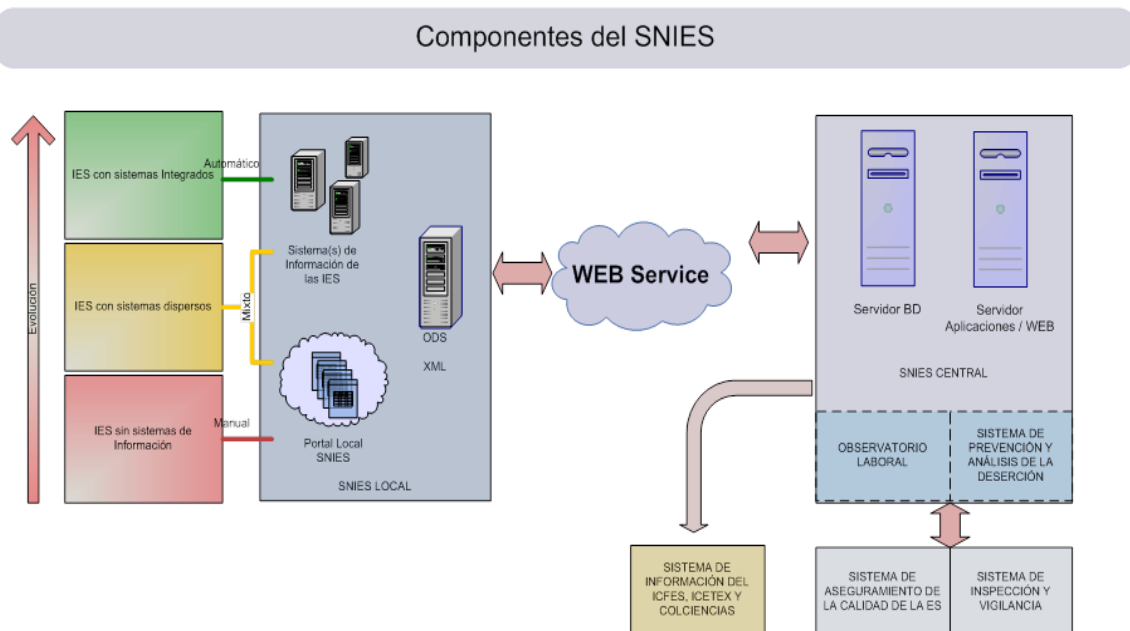 Componentes del SNIES
Evolución
IES con sistemas Integrados
Automático
IES con sistemas dispersos
Mixto
IES sin sistemas de
Información
Manual
Sistema(s) de
Información de
las IES
Portal Local
SNIES
ODS
XML
SNIES LOCAL
WEB Service
Servidor BD
Servidor
Aplicaciones / WEB
SNIES CENTRAL
OBSERVATORIO
LABORAL
SISTEMA DE
PREVENCIÓN Y
ANÁLISIS DE LA
DESERCIÓN
SISTEMA DE
INFORMACIÓN DEL
ICFES, ICETEX Y
COLCIENCIAS
SISTEMA DE
ASEGURAMIENTO DE
LA CALIDAD DE LA ES
SISTEMA DE
INSPECCIÓN Y
VIGILANCIA